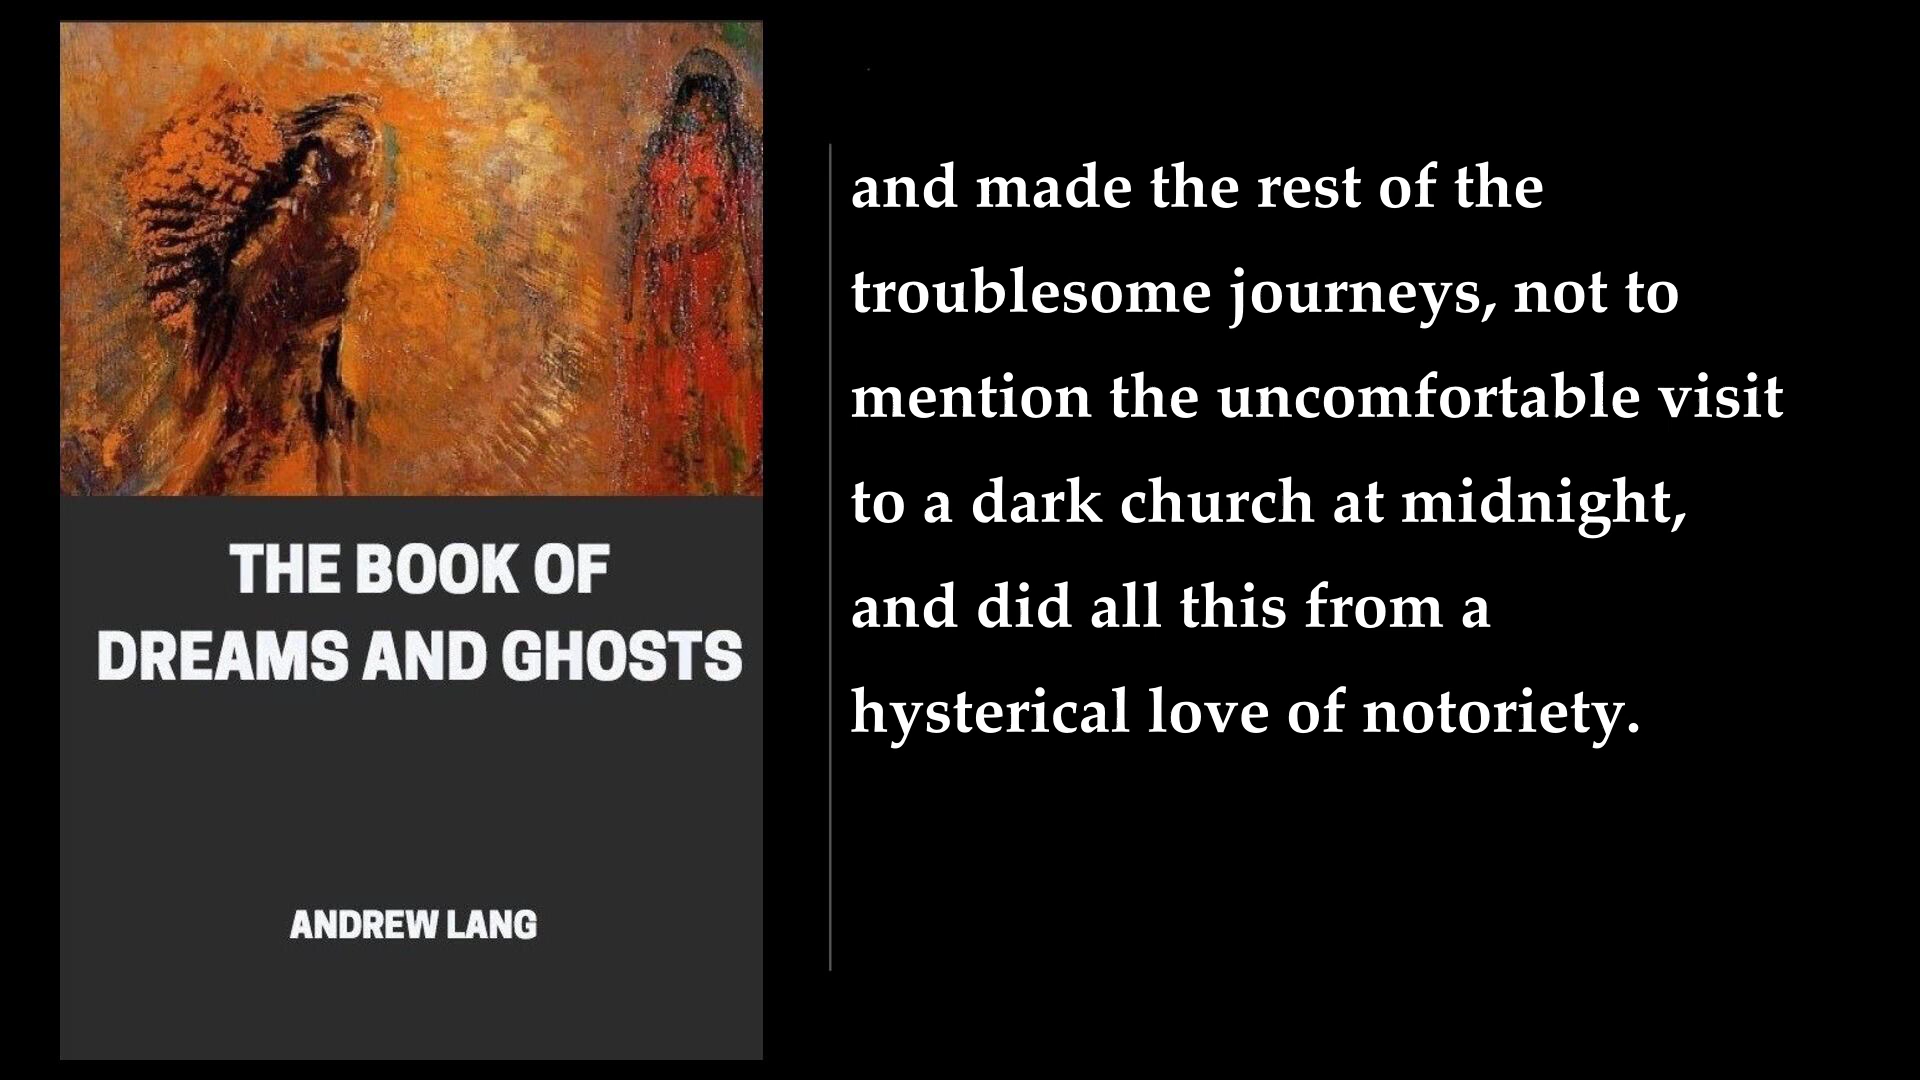 THE BOOK OF
DREAMS AND GHOSTS
ANDREW LANG
and made the rest of the
troublesome journeys, not to
mention the uncomfortable visit
to a dark church at midnight,
and did all this from a
hysterical love of notoriety.